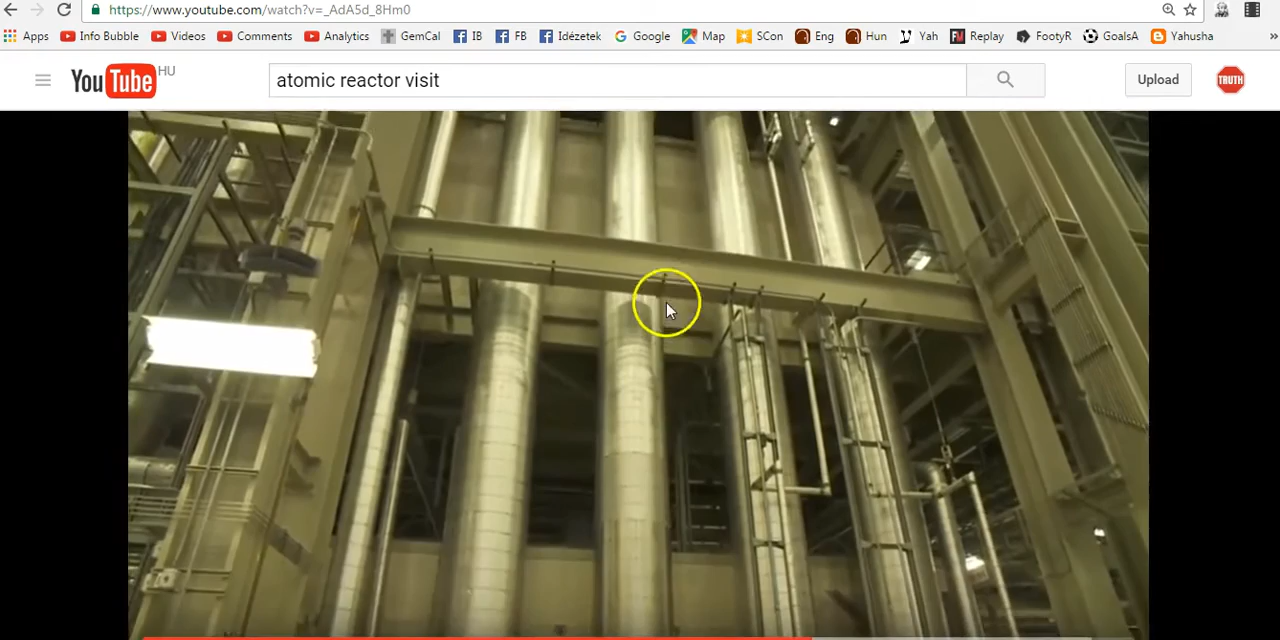 https://www.youtube.com/watch?v=_AdA5d_8Hm0
Apps Info Bubble Videos Comments Analytics GemCal IB FB Idézetek Google Map SCon Eng Hun Yah Replay FootyR GoalsA Yahusha »
YouTube HU atomic reactor visit Upload TRUTH